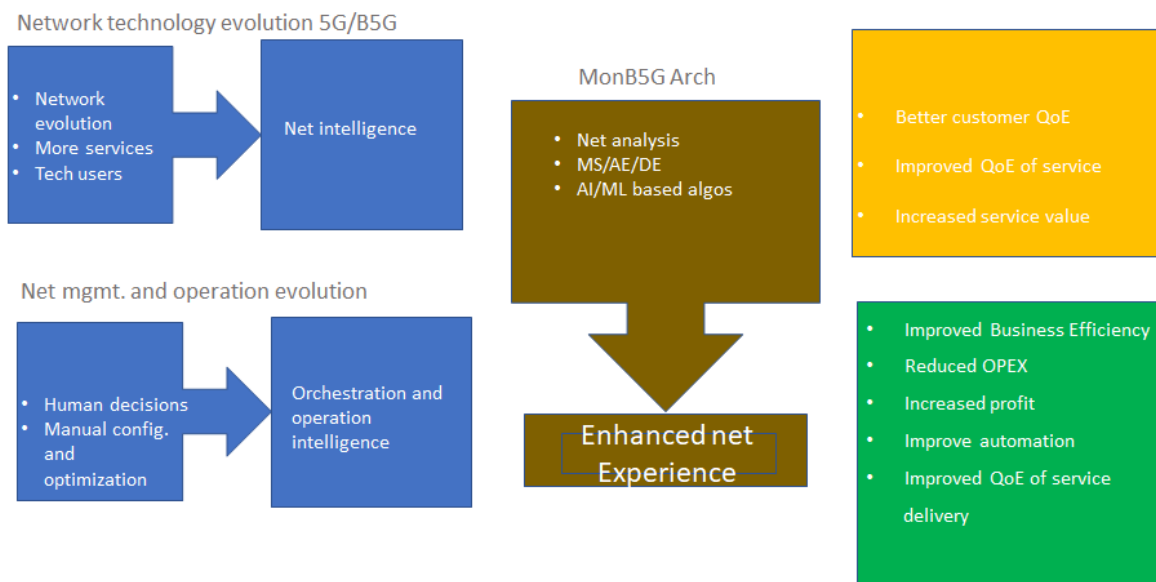 Network technology evolution 5G/B5G
• Network
evolution
• More services
• Tech users
Net intelligence
Net mgmt. and operation evolution
• Human decisions
• Manual config.
and
optimization
Orchestration and
operation
intelligence
MonB5G Arch
• Net analysis
• MS/AE/DE
• AI/ML based algos
Enhanced net
Experience
• Better customer QoE
• Improved QoE of service
• Increased service value
• Improved Business Efficiency
• Reduced OPEX
• Increased profit
• Improve automation
• Improved QoE of service
delivery